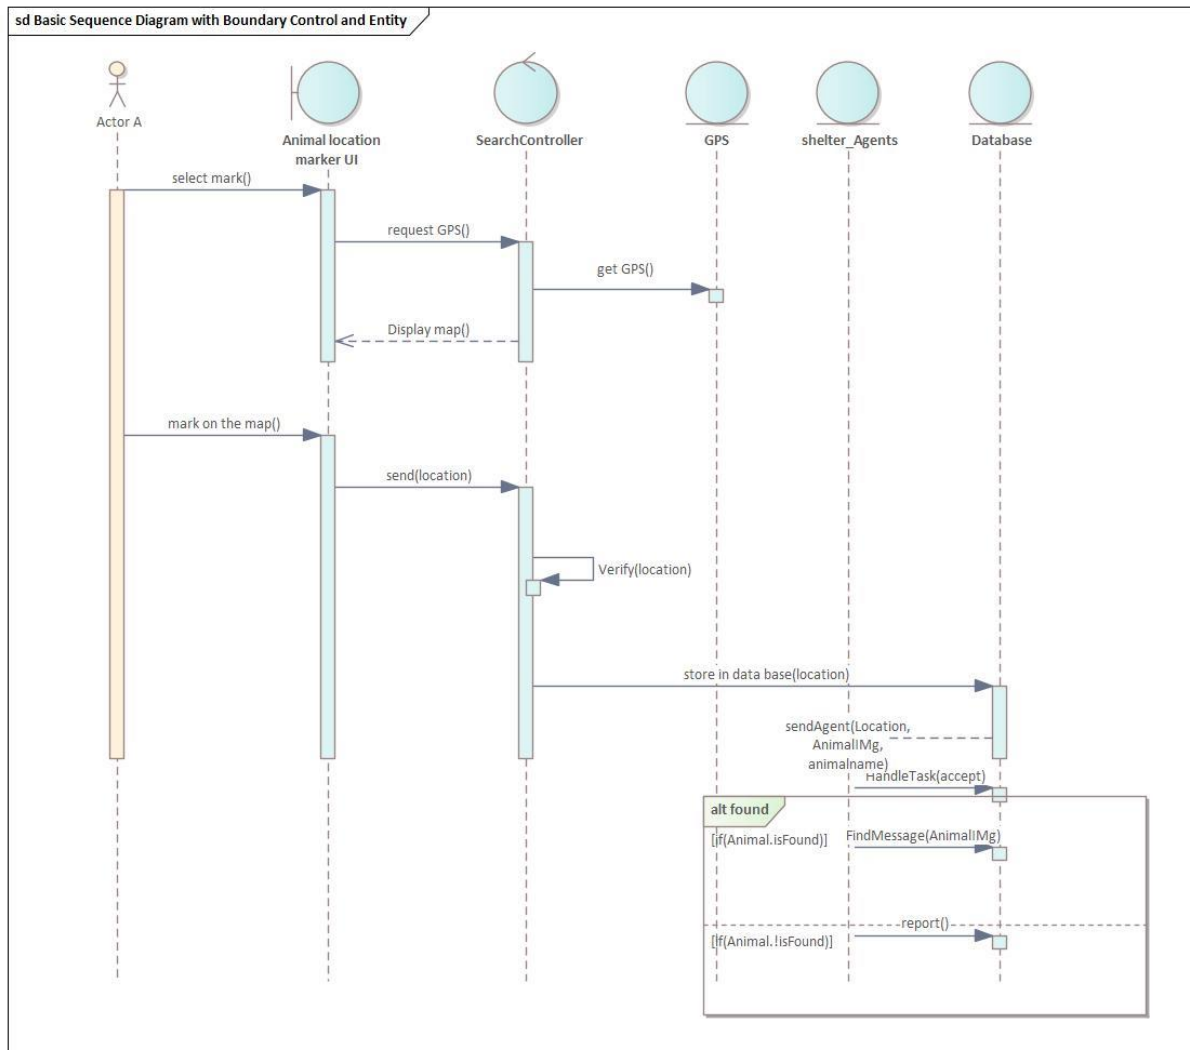 sd Basic Sequence Diagram with Boundary Control and Entity
Actor A
Animal location
marker UI
SearchController
GPS
shelter_Agents
Database
select mark()
request GPS()
get GPS()
Display map()
mark on the map()
send(location)
Verify(location)
store in data base(location)
sendAgent(Location,
AnimalIMg,
animalname)
HandleTask(accept)
alt found
[if(Animal.isFound)]
FindMessage(AnimalIMg)
report()
[if(Animal.!isFound)]